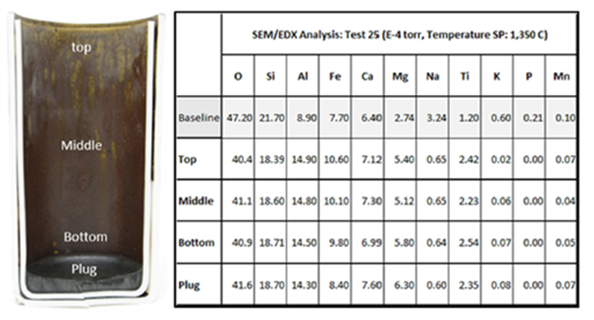 top
Middle
Bottom
Plug
SEM/EDX Analysis: Test 25 (E-4 torr, Temperature SP: 1,350 C)
O Si Al Fe Ca Mg Na Ti K P Mn
Baseline 47.20 21.70 8.90 7.70 6.40 2.74 3.24 1.20 0.60 0.21 0.10
Top 40.4 18.39 14.90 10.60 7.12 5.40 0.65 2.42 0.02 0.00 0.07
Middle 41.1 18.60 14.80 10.10 7.30 5.12 0.65 2.23 0.06 0.00 0.04
Bottom 40.9 18.71 14.50 9.80 6.99 5.80 0.64 2.54 0.07 0.00 0.05
Plug 41.6 18.70 14.30 8.40 7.60 6.30 0.60 2.35 0.08 0.00 0.07